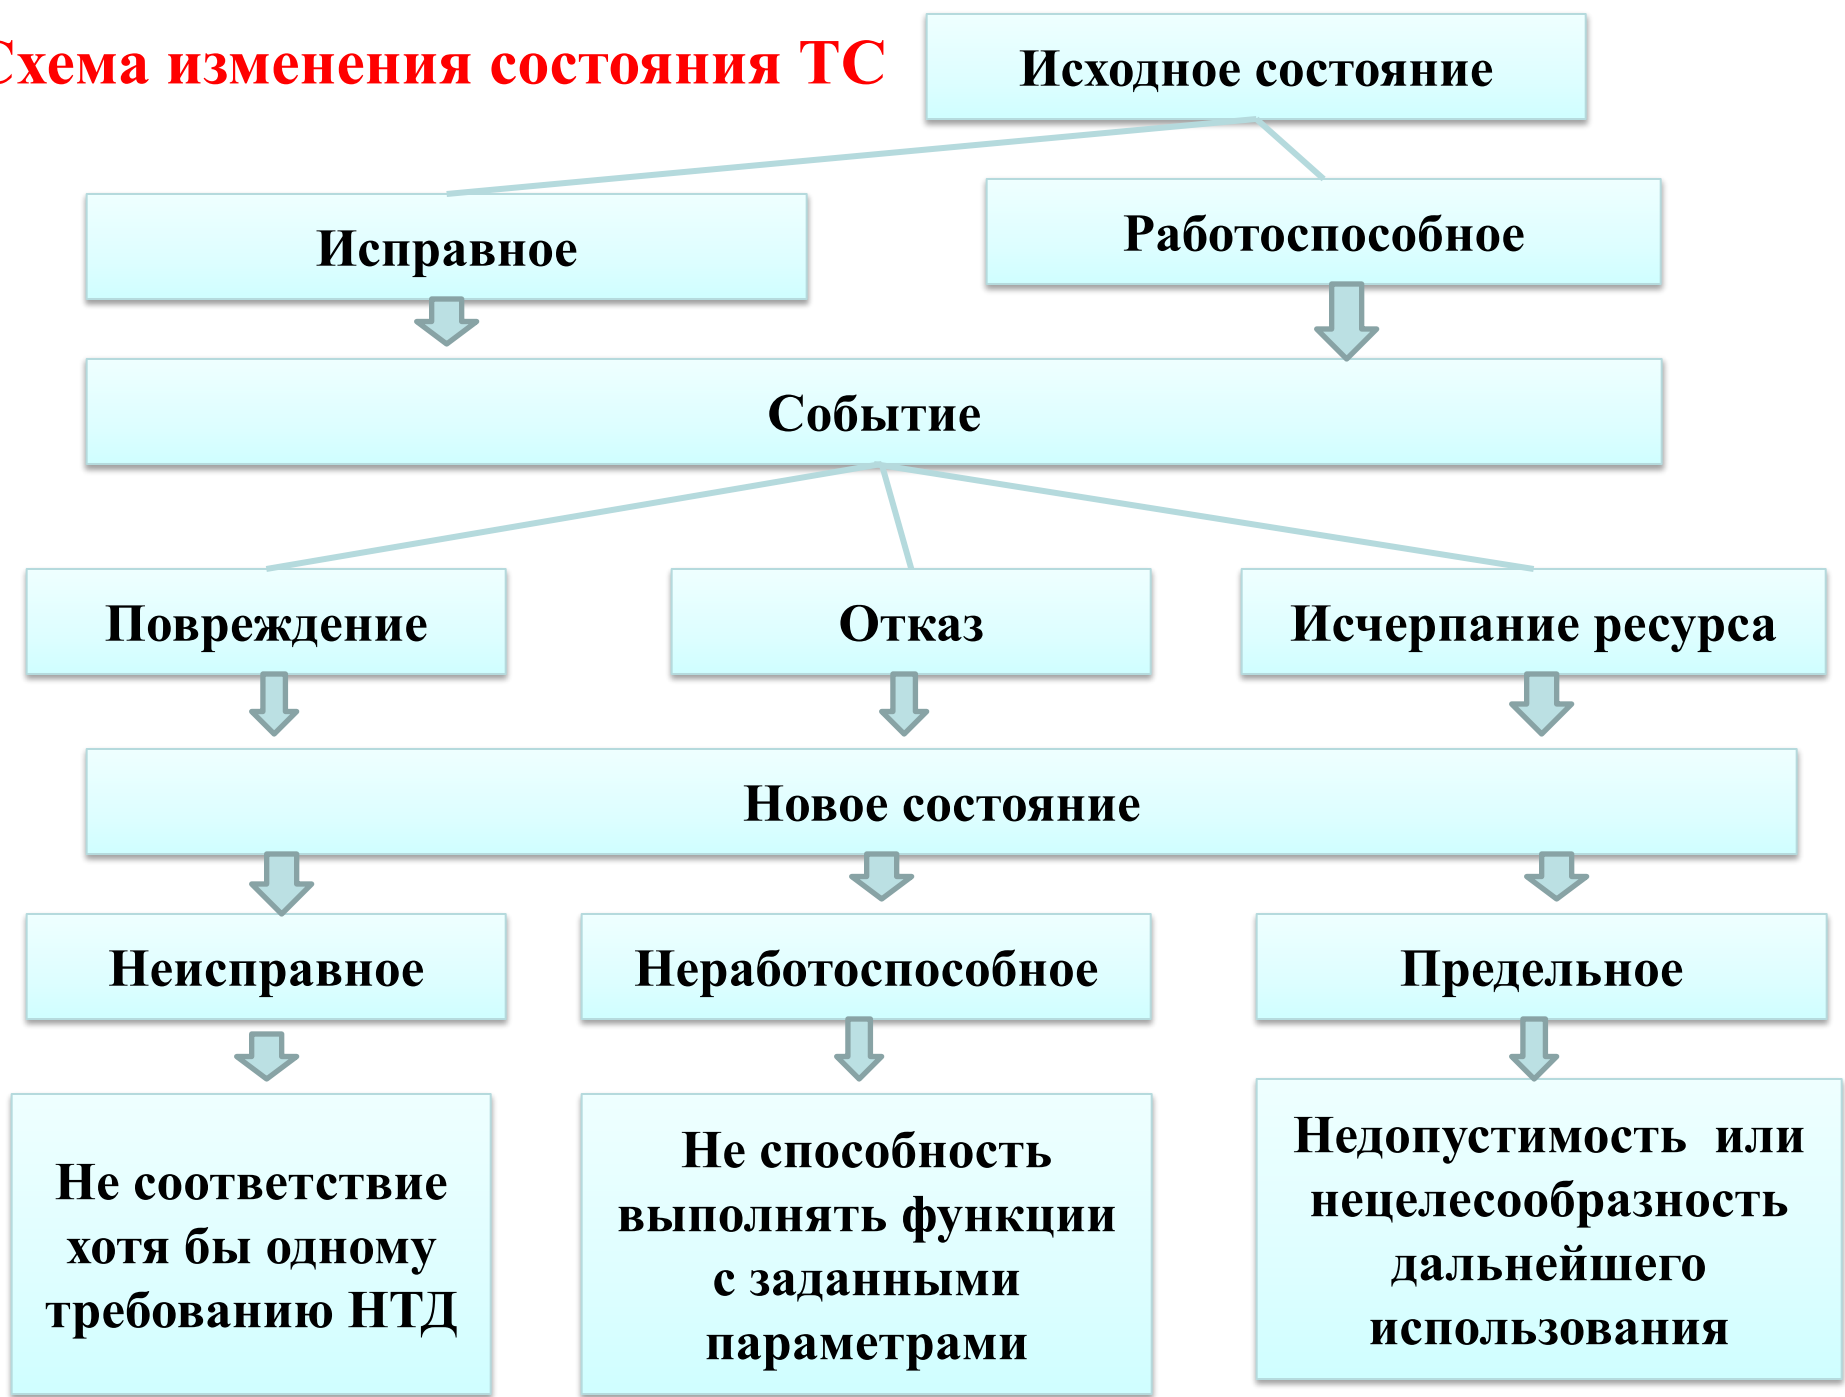 Схема изменения состояния ТС
Исходное состояние
Исправное
Работоспособное
Событие
Повреждение
Отказ
Исчерпание ресурса
Новое состояние
Неисправное
Неработоспособное
Предельное
Не соответствие
хотя бы одному
требованию НТД
Не способность
выполнять функции
с заданными
параметрами
Недопустимость  или
нецелесообразность
дальнейшего
использования